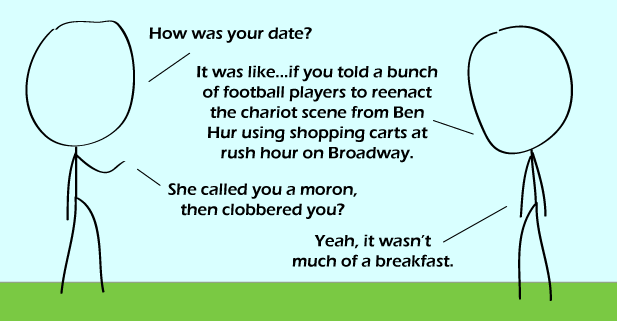 How was your date?
It was like...if you told a bunch
of football players to reenact
the chariot scene from Ben
Hur using shopping carts at
rush hour on Broadway.
She called you a moron,
then clobbered you?
Yeah, it wasn't
much of a breakfast.